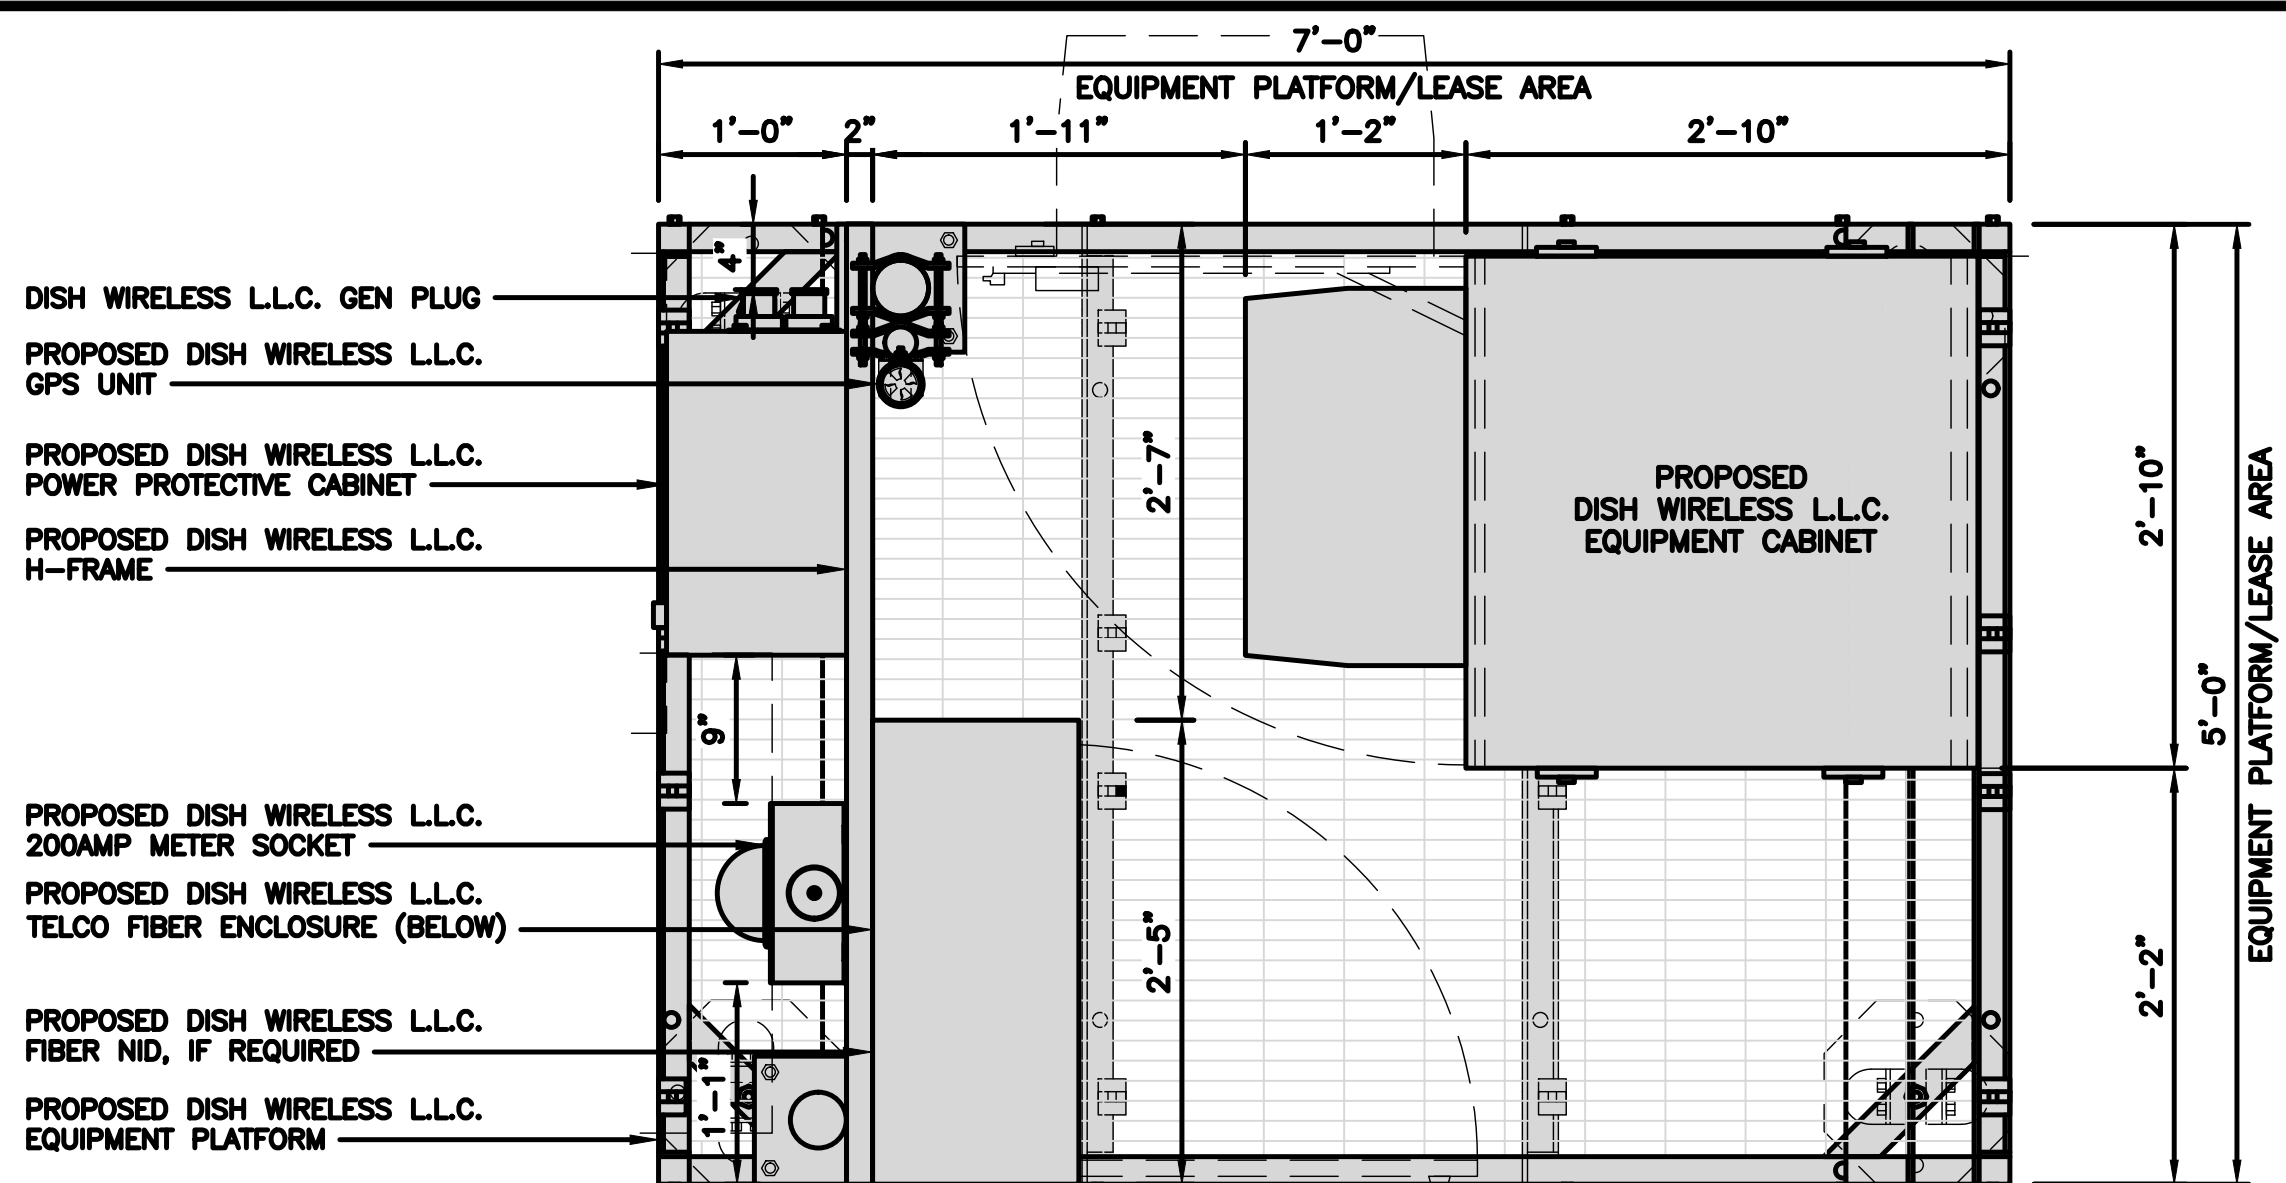 7'-0"
EQUIPMENT PLATFORM/LEASE AREA
1'-0"
2"
1'-11"
1'-2"
2'-10"
4"
DISH WIRELESS L.L.C. GEN PLUG
PROPOSED DISH WIRELESS L.L.C.
GPS UNIT
PROPOSED DISH WIRELESS L.L.C.
POWER PROTECTIVE CABINET
PROPOSED DISH WIRELESS L.L.C.
H-FRAME
2'-7"
PROPOSED
DISH WIRELESS L.L.C.
EQUIPMENT CABINET
2'-10"
5'-0"
EQUIPMENT PLATFORM/LEASE AREA
9"
PROPOSED DISH WIRELESS L.L.C.
200AMP METER SOCKET
PROPOSED DISH WIRELESS L.L.C.
TELCO FIBER ENCLOSURE (BELOW)
2'-5"
2'-2"
PROPOSED DISH WIRELESS L.L.C.
FIBER NID, IF REQUIRED
1'-1"
PROPOSED DISH WIRELESS L.L.C.
EQUIPMENT PLATFORM